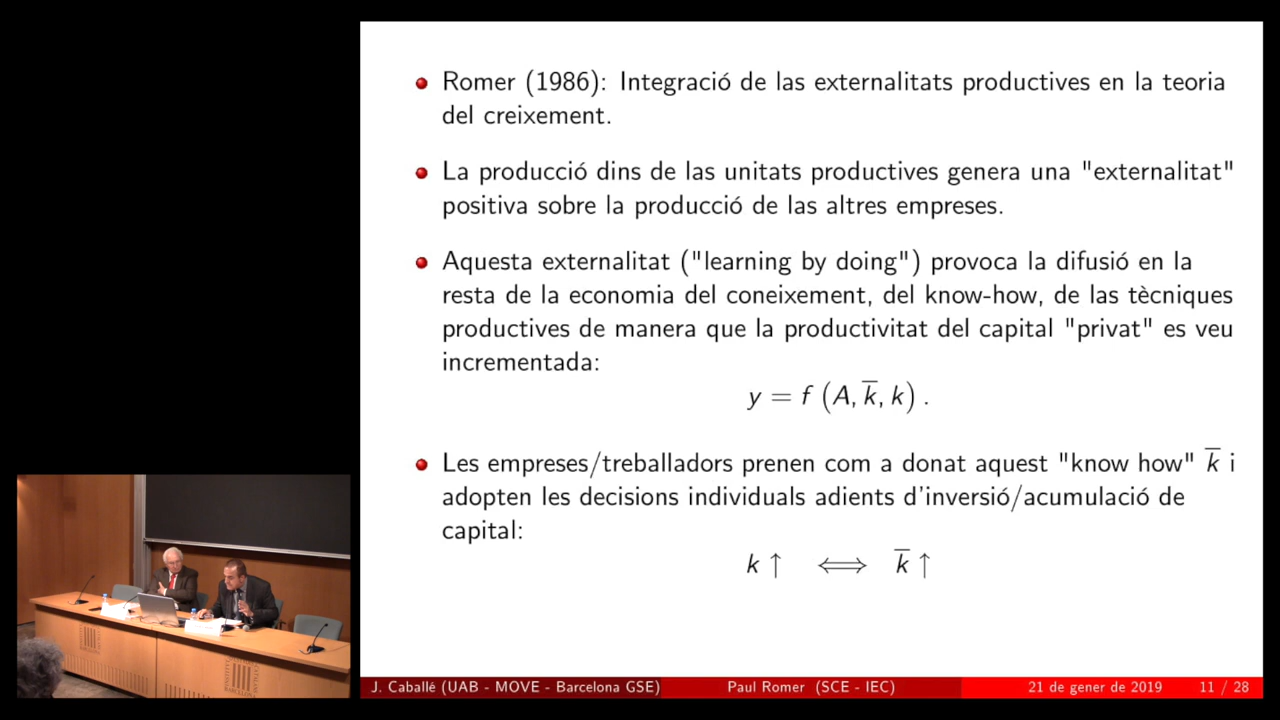 Romer (1986): Integració de las externalitats productives en la teoria
del creixement.
La producció dins de las unitats productives genera una "externalitat"
positiva sobre la producció de las altres empreses.
Aquesta externalitat ("learning by doing") provoca la difusió en la
resta de la economia del coneixement, del know-how, de las tècniques
productives de manera que la productivitat del capital "privat" es veu
incrementada:
y = f (A, k̅, k) .
Les empreses/treballadors prenen com a donat aquest "know how" k̅ i
adopten les decisions individuals adients d'inversió/acumulació de
capital:
k ↑ ⟺ k̅ ↑
J. Caballé (UAB - MOVE - Barcelona GSE) Paul Romer (SCE - IEC) 21 de gener de 2019 11 / 28